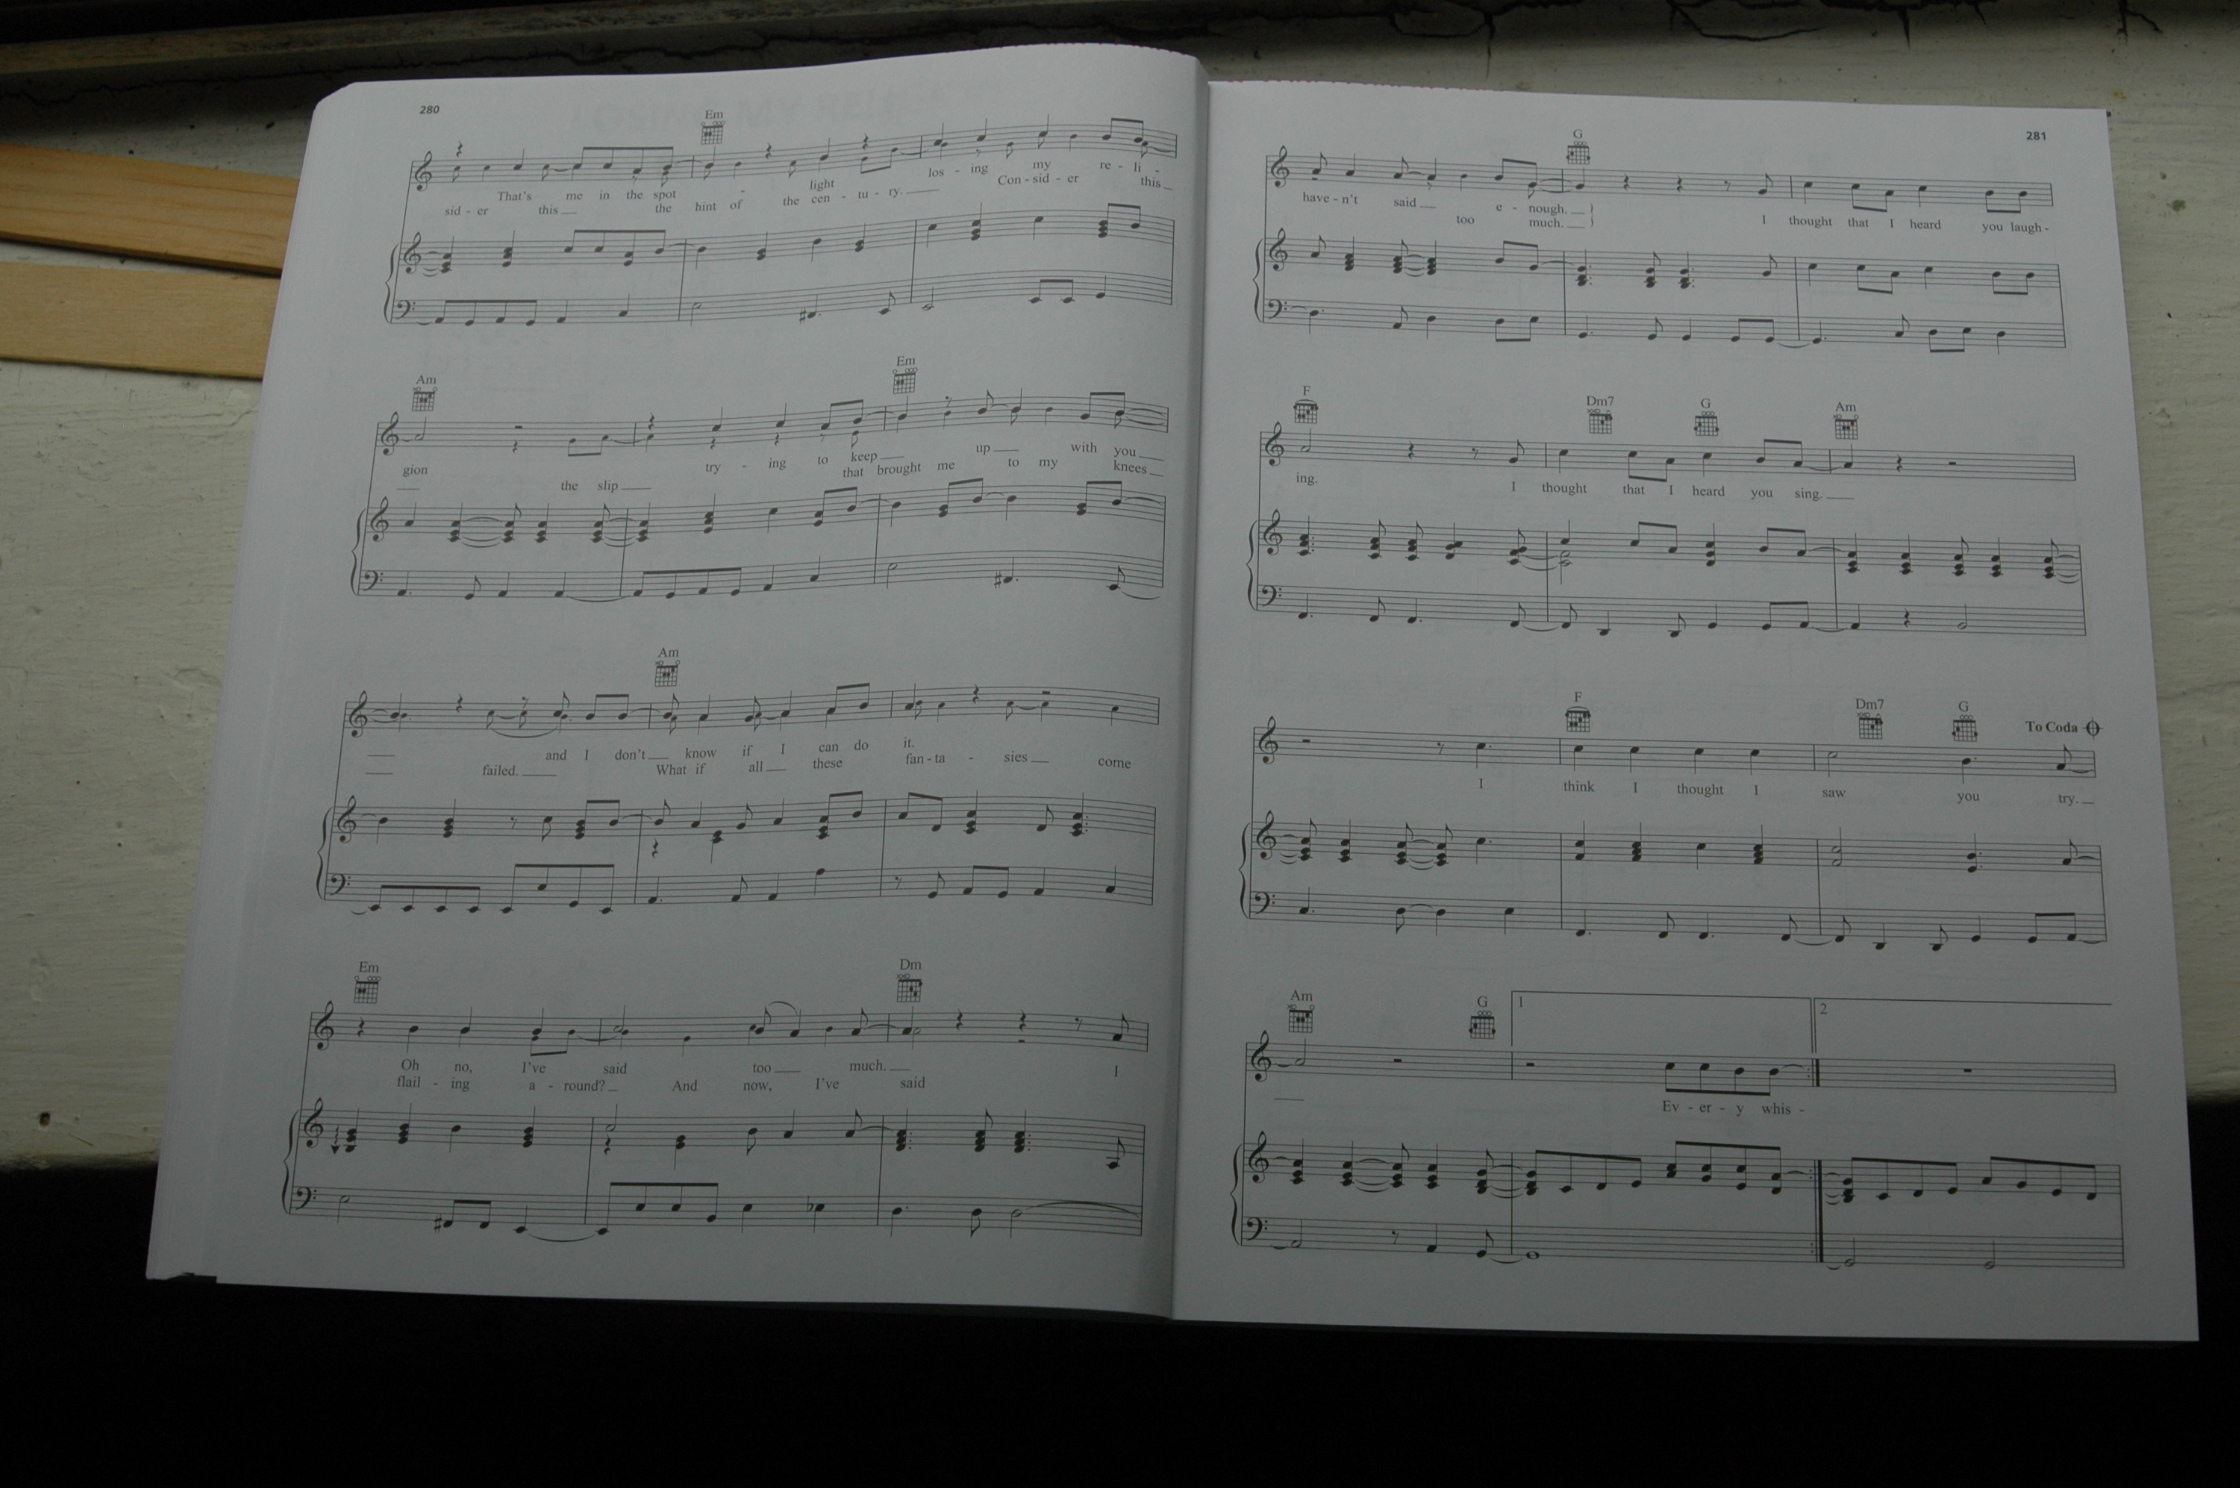 280
Em
That's me in the spot - light los - ing my re - li -
sid - er this the hint of the cen - tu - ry. Con - sid - er this
Am Em
gion try - ing to keep up with you
the slip that brought me to my knees
Am
and I don't know if I can do it.
failed. What if all these fan - ta - sies come
Em Dm
Oh no, I've said too much. I
flail - ing a - round? And now, I've said
281
G
have - n't said e - nough. I thought that I heard you laugh -
too much.
F Dm7 G Am
ing. I thought that I heard you sing.
F Dm7 G To Coda
I think I thought I saw you try.
Am G 1 2
Ev - er - y whis -